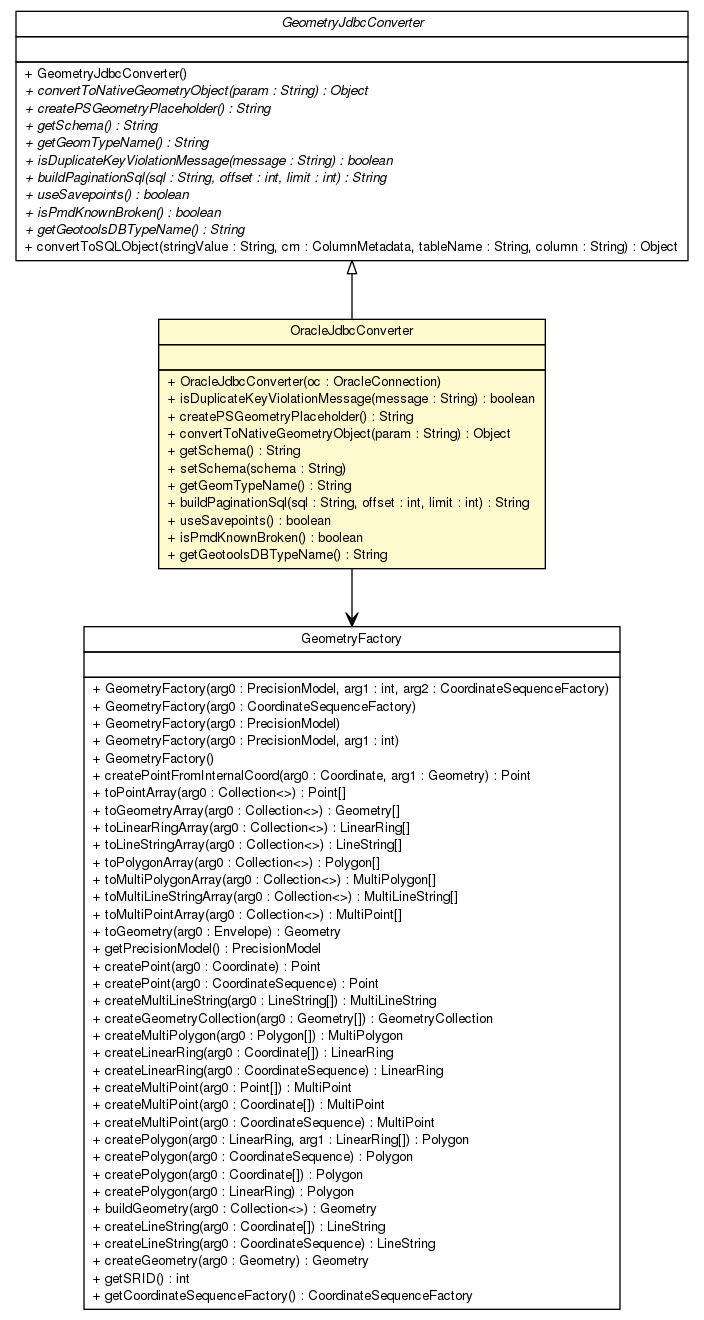 GeometryJdbcConverter
+ GeometryJdbcConverter()
+ convertToNativeGeometryObject(param : String) : Object
+ createPSGeometryPlaceholder() : String
+ getSchema() : String
+ getGeomTypeName() : String
+ isDuplicateKeyViolationMessage(message : String) : boolean
+ buildPaginationSql(sql : String, offset : int, limit : int) : String
+ useSavepoints() : boolean
+ isPmdKnownBroken() : boolean
+ getGeotoolsDBTypeName() : String
+ convertToSQLObject(stringValue : String, cm : ColumnMetadata, tableName : String, column : String) : Object
OracleJdbcConverter
+ OracleJdbcConverter(oc : OracleConnection)
+ isDuplicateKeyViolationMessage(message : String) : boolean
+ createPSGeometryPlaceholder() : String
+ convertToNativeGeometryObject(param : String) : Object
+ getSchema() : String
+ setSchema(schema : String)
+ getGeomTypeName() : String
+ buildPaginationSql(sql : String, offset : int, limit : int) : String
+ useSavepoints() : boolean
+ isPmdKnownBroken() : boolean
+ getGeotoolsDBTypeName() : String
GeometryFactory
+ GeometryFactory(arg0 : PrecisionModel, arg1 : int, arg2 : CoordinateSequenceFactory)
+ GeometryFactory(arg0 : CoordinateSequenceFactory)
+ GeometryFactory(arg0 : PrecisionModel)
+ GeometryFactory(arg0 : PrecisionModel, arg1 : int)
+ GeometryFactory()
+ createPointFromInternalCoord(arg0 : Coordinate, arg1 : Geometry) : Point
+ toPointArray(arg0 : Collection<>) : Point[]
+ toGeometryArray(arg0 : Collection<>) : Geometry[]
+ toLinearRingArray(arg0 : Collection<>) : LinearRing[]
+ toLineStringArray(arg0 : Collection<>) : LineString[]
+ toPolygonArray(arg0 : Collection<>) : Polygon[]
+ toMultiPolygonArray(arg0 : Collection<>) : MultiPolygon[]
+ toMultiLineStringArray(arg0 : Collection<>) : MultiLineString[]
+ toMultiPointArray(arg0 : Collection<>) : MultiPoint[]
+ toGeometry(arg0 : Envelope) : Geometry
+ getPrecisionModel() : PrecisionModel
+ createPoint(arg0 : Coordinate) : Point
+ createPoint(arg0 : CoordinateSequence) : Point
+ createMultiLineString(arg0 : LineString[]) : MultiLineString
+ createGeometryCollection(arg0 : Geometry[]) : GeometryCollection
+ createMultiPolygon(arg0 : Polygon[]) : MultiPolygon
+ createLinearRing(arg0 : Coordinate[]) : LinearRing
+ createLinearRing(arg0 : CoordinateSequence) : LinearRing
+ createMultiPoint(arg0 : Point[]) : MultiPoint
+ createMultiPoint(arg0 : Coordinate[]) : MultiPoint
+ createMultiPoint(arg0 : CoordinateSequence) : MultiPoint
+ createPolygon(arg0 : LinearRing, arg1 : LinearRing[]) : Polygon
+ createPolygon(arg0 : CoordinateSequence) : Polygon
+ createPolygon(arg0 : Coordinate[]) : Polygon
+ createPolygon(arg0 : LinearRing) : Polygon
+ buildGeometry(arg0 : Collection<>) : Geometry
+ createLineString(arg0 : Coordinate[]) : LineString
+ createLineString(arg0 : CoordinateSequence) : LineString
+ createGeometry(arg0 : Geometry) : Geometry
+ getSRID() : int
+ getCoordinateSequenceFactory() : CoordinateSequenceFactory